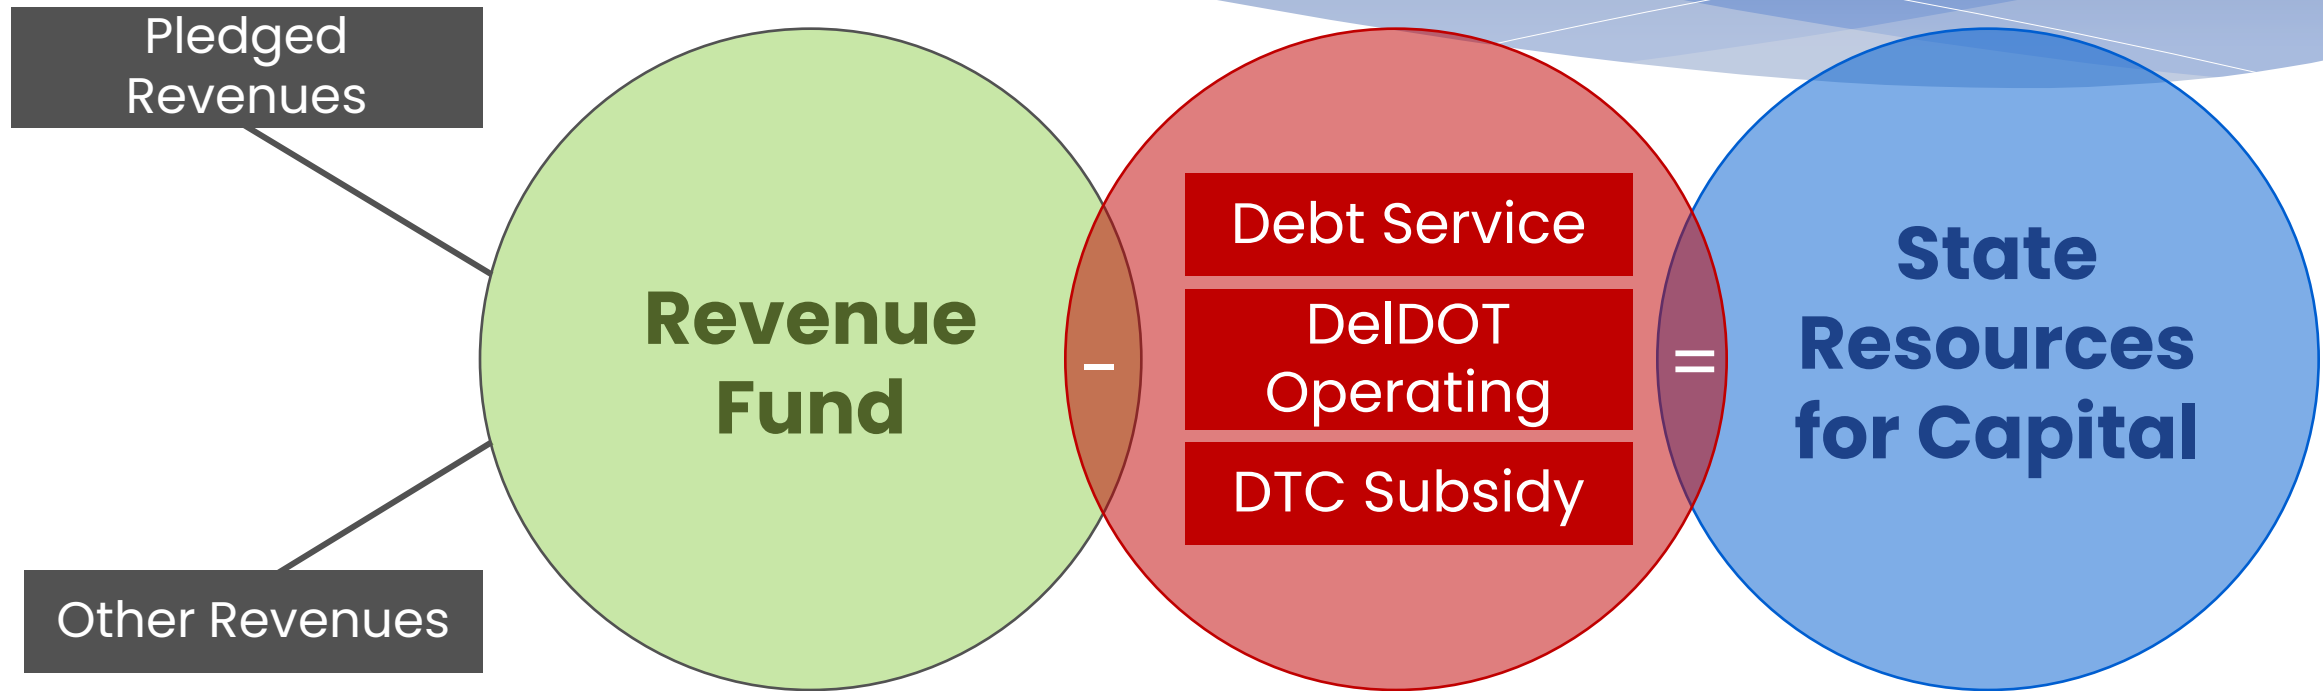 Pledged
Revenues
Other Revenues
Revenue
Fund
-
Debt Service
DelDOT
Operating
DTC Subsidy
=
State
Resources
for Capital